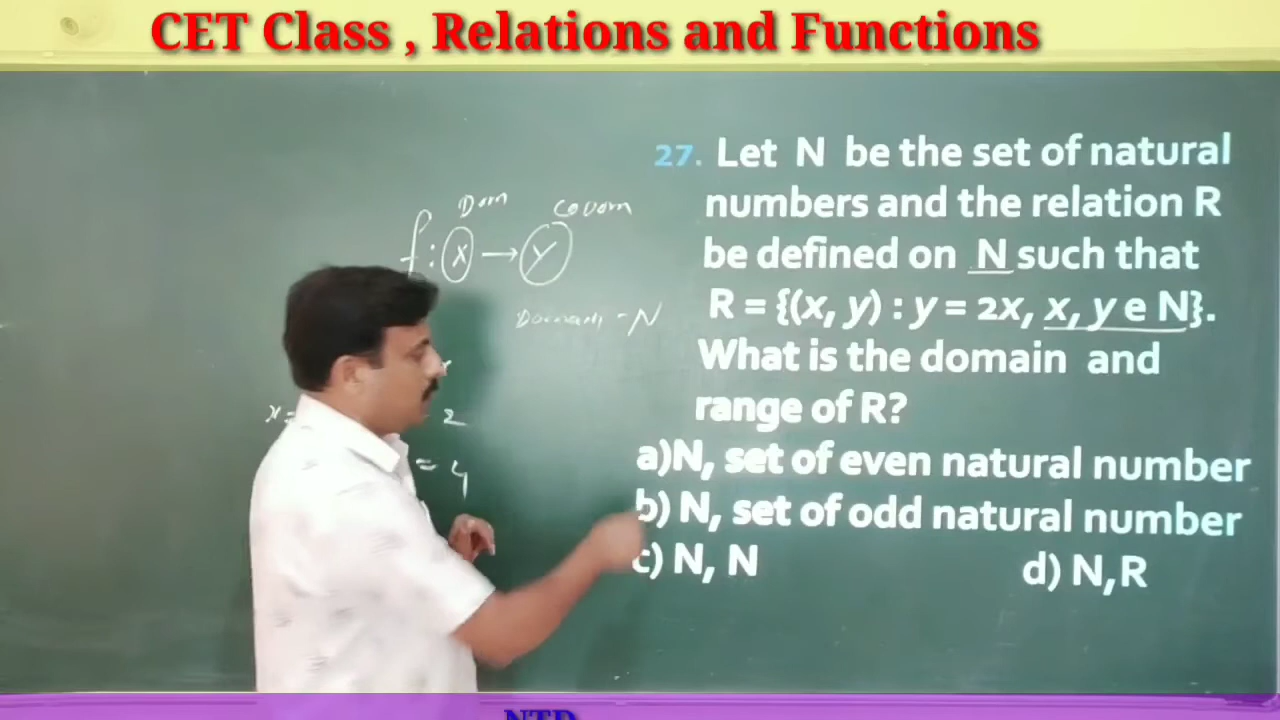 CET Class , Relations and Functions
27. Let N be the set of natural
numbers and the relation R
be defined on N such that
R = {(x, y) : y = 2x, x, y e N}.
What is the domain and
range of R?
a)N, set of even natural number
b) N, set of odd natural number
c) N, N
d) N,R
Dom
f : X → Y
Domain - N
x =
2
= 4